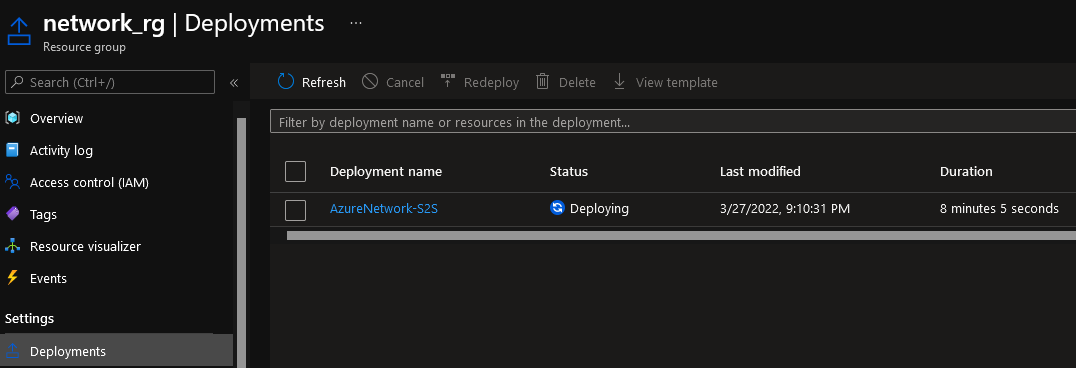 network_rg | Deployments ...
Resource group
Search (Ctrl+/) «
Overview
Activity log
Access control (IAM)
Tags
Resource visualizer
Events
Settings
Deployments
Refresh Cancel Redeploy Delete View template
Filter by deployment name or resources in the deployment...
Deployment name Status Last modified Duration
AzureNetwork-S2S Deploying 3/27/2022, 9:10:31 PM 8 minutes 5 seconds